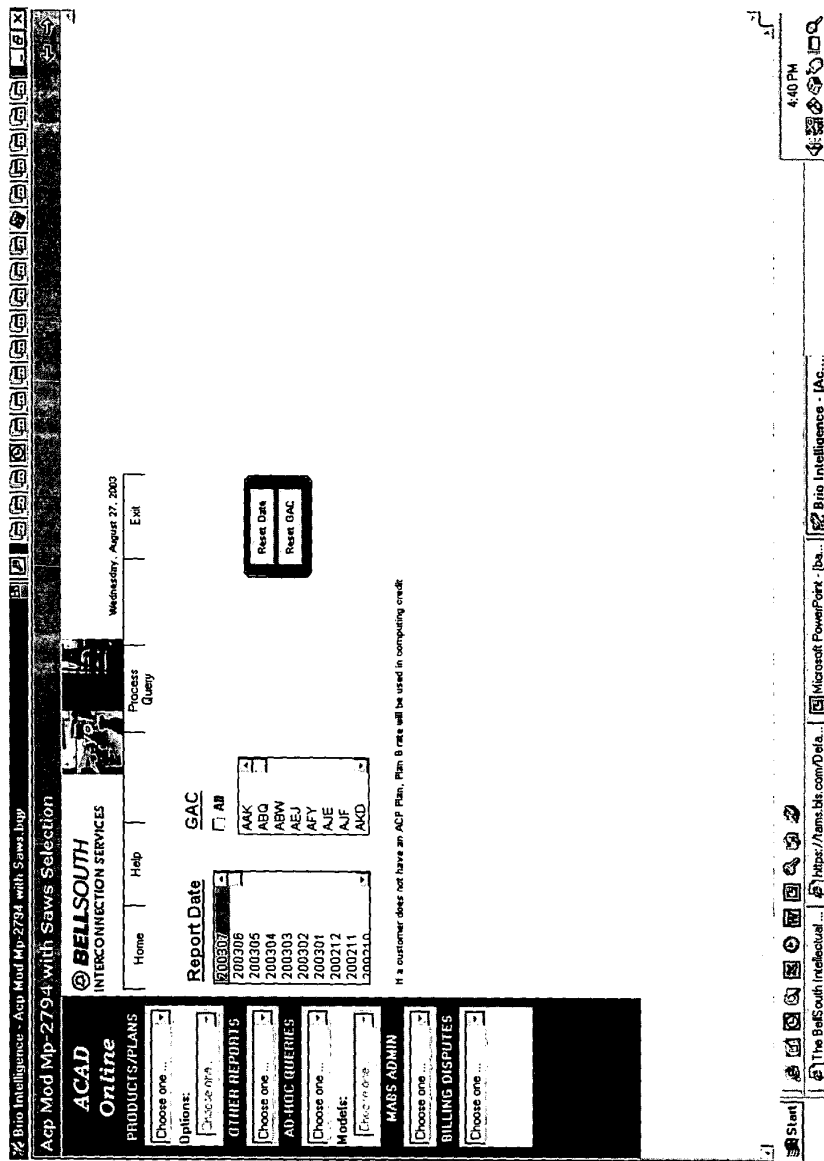 Brio Intelligence - Acp Mod Mp-2794 with Saws.bqy
Acp Mod Mp-2794 with Saws Selection
ACAD
Online
PRODUCTS/PLANS
Choose one ...
Options:
Choose one...
OTHER REPORTS
Choose one ...
AD-HOC QUERIES
Choose one ...
Models:
Choose one...
MABS ADMIN
Choose one ...
BILLING DISPUTES
Choose one ...
BELLSOUTH
INTERCONNECTION SERVICES
Wednesday, August 27, 2003
Home
Help
Process
Query
Exit
Report Date
200307
200306
200305
200304
200303
200302
200301
200212
200211
200210
GAC
All
AAK
ABQ
ABW
AEJ
AFY
AJE
AJF
AKD
Reset Date
Reset GAC
If a customer does not have an ACP Plan, Plan B rate will be used in computing credit
Start
The BellSouth Intellectual ...
https://tams.bls.com/Defa...
Microsoft PowerPoint - [ba...
Brio Intelligence - [Ac...
4:40 PM